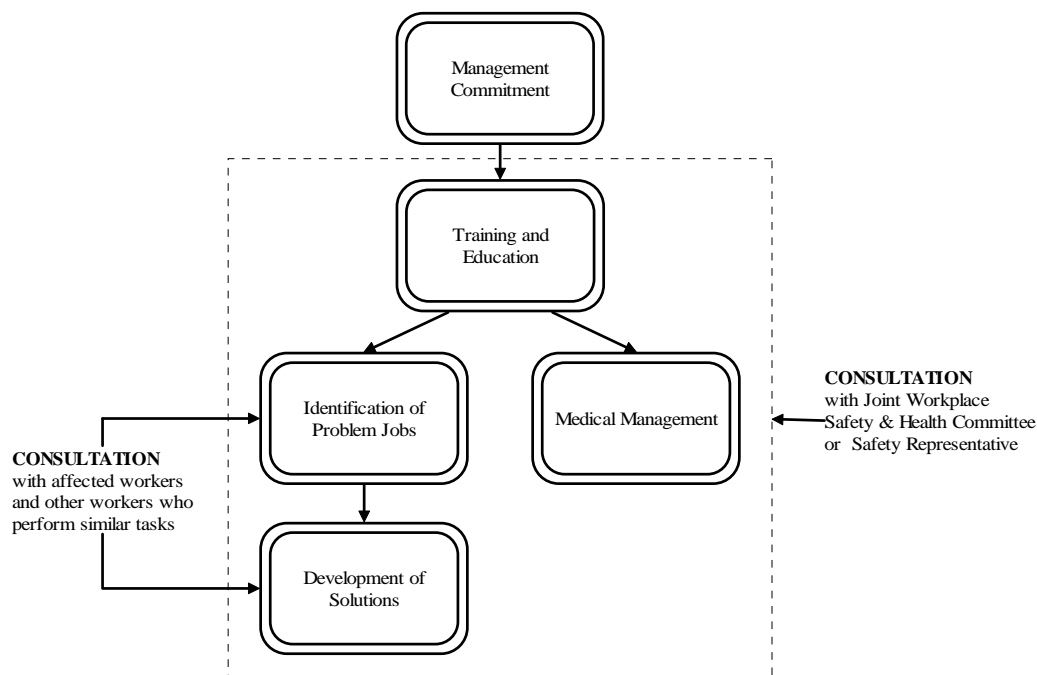 Management
Commitment
Training and
Education
Identification of
Problem Jobs
Medical Management
CONSULTATION
with Joint Workplace
Safety & Health Committee
or Safety Representative
CONSULTATION
with affected workers
and other workers who
perform similar tasks
Development of
Solutions